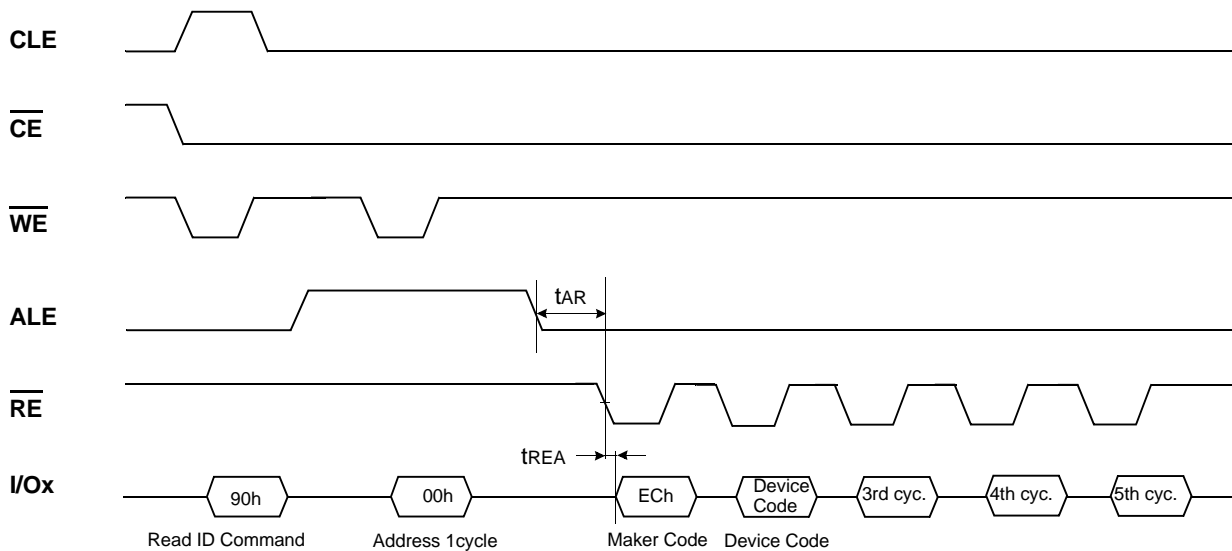 CLE
CE
WE
ALE
tAR
RE
tREA
I/Ox
90h
00h
ECh
Device
Code
3rd cyc.
4th cyc.
5th cyc.
Read ID Command
Address 1cycle
Maker Code
Device Code